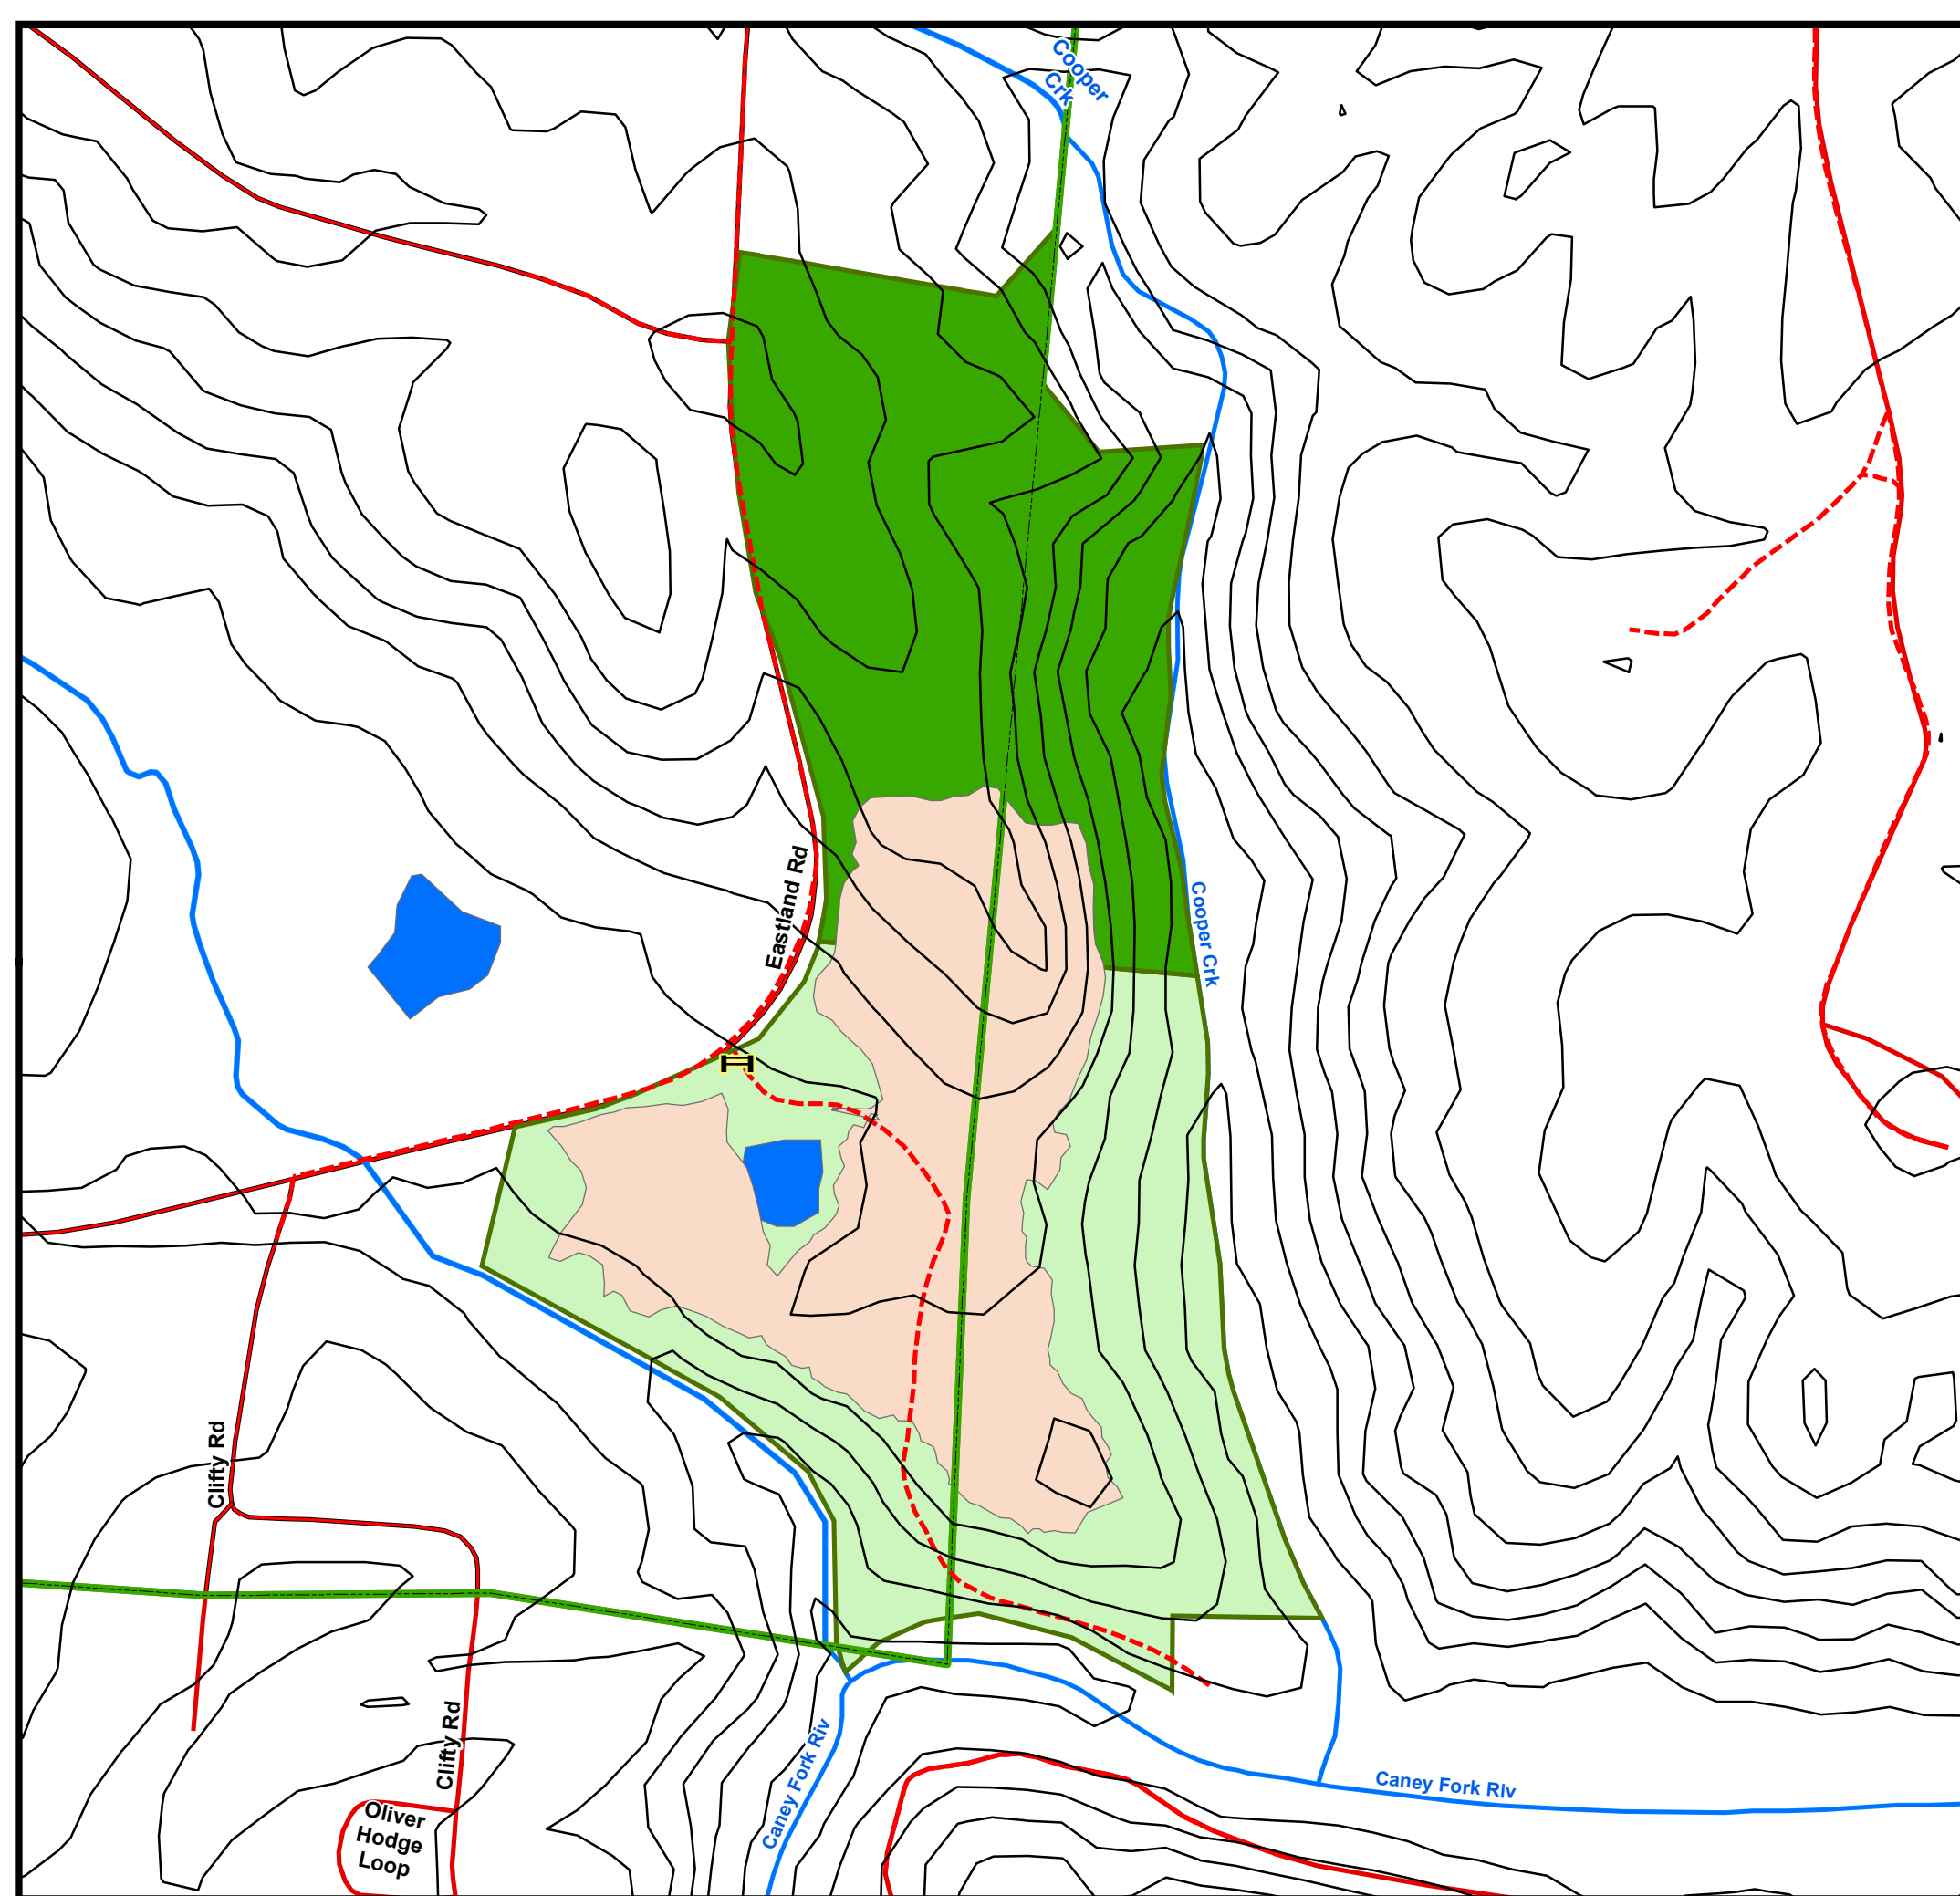 Cooper
Crk
Eastland Rd
Cooper Crk
Clifty Rd
Clifty Rd
Caney Fork Riv
Caney Fork Riv
Oliver
Hodge
Loop